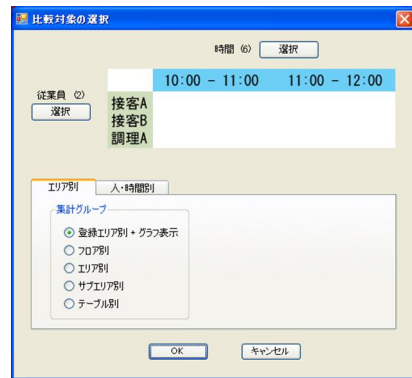 比較対象の選択
時間 (6) 選択
10:00 - 11:00 11:00 - 12:00
従業員 (2)
選択
接客A
接客B
調理A
エリア別 人・時間別
集計グループ
登録エリア別 + グラフ表示
フロア別
エリア別
サブエリア別
テーブル別
OK キャンセル